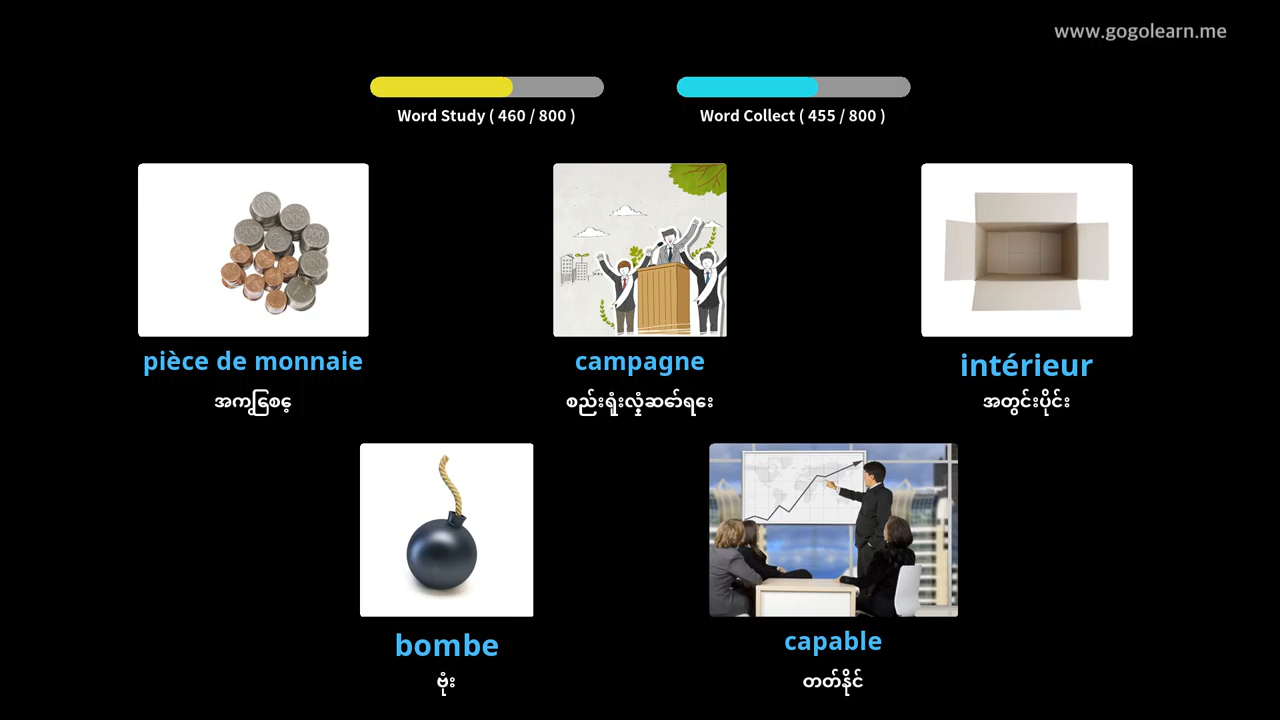 www.gogolearn.me
Word Study ( 460 / 800 )
Word Collect ( 455 / 800 )
pièce de monnaie
အကြွေစေ့
campagne
စည်းရုံးလှုံ့ဆော်ရေး
intérieur
အတွင်းပိုင်း
bombe
ဗုံး
capable
တတ်နိုင်